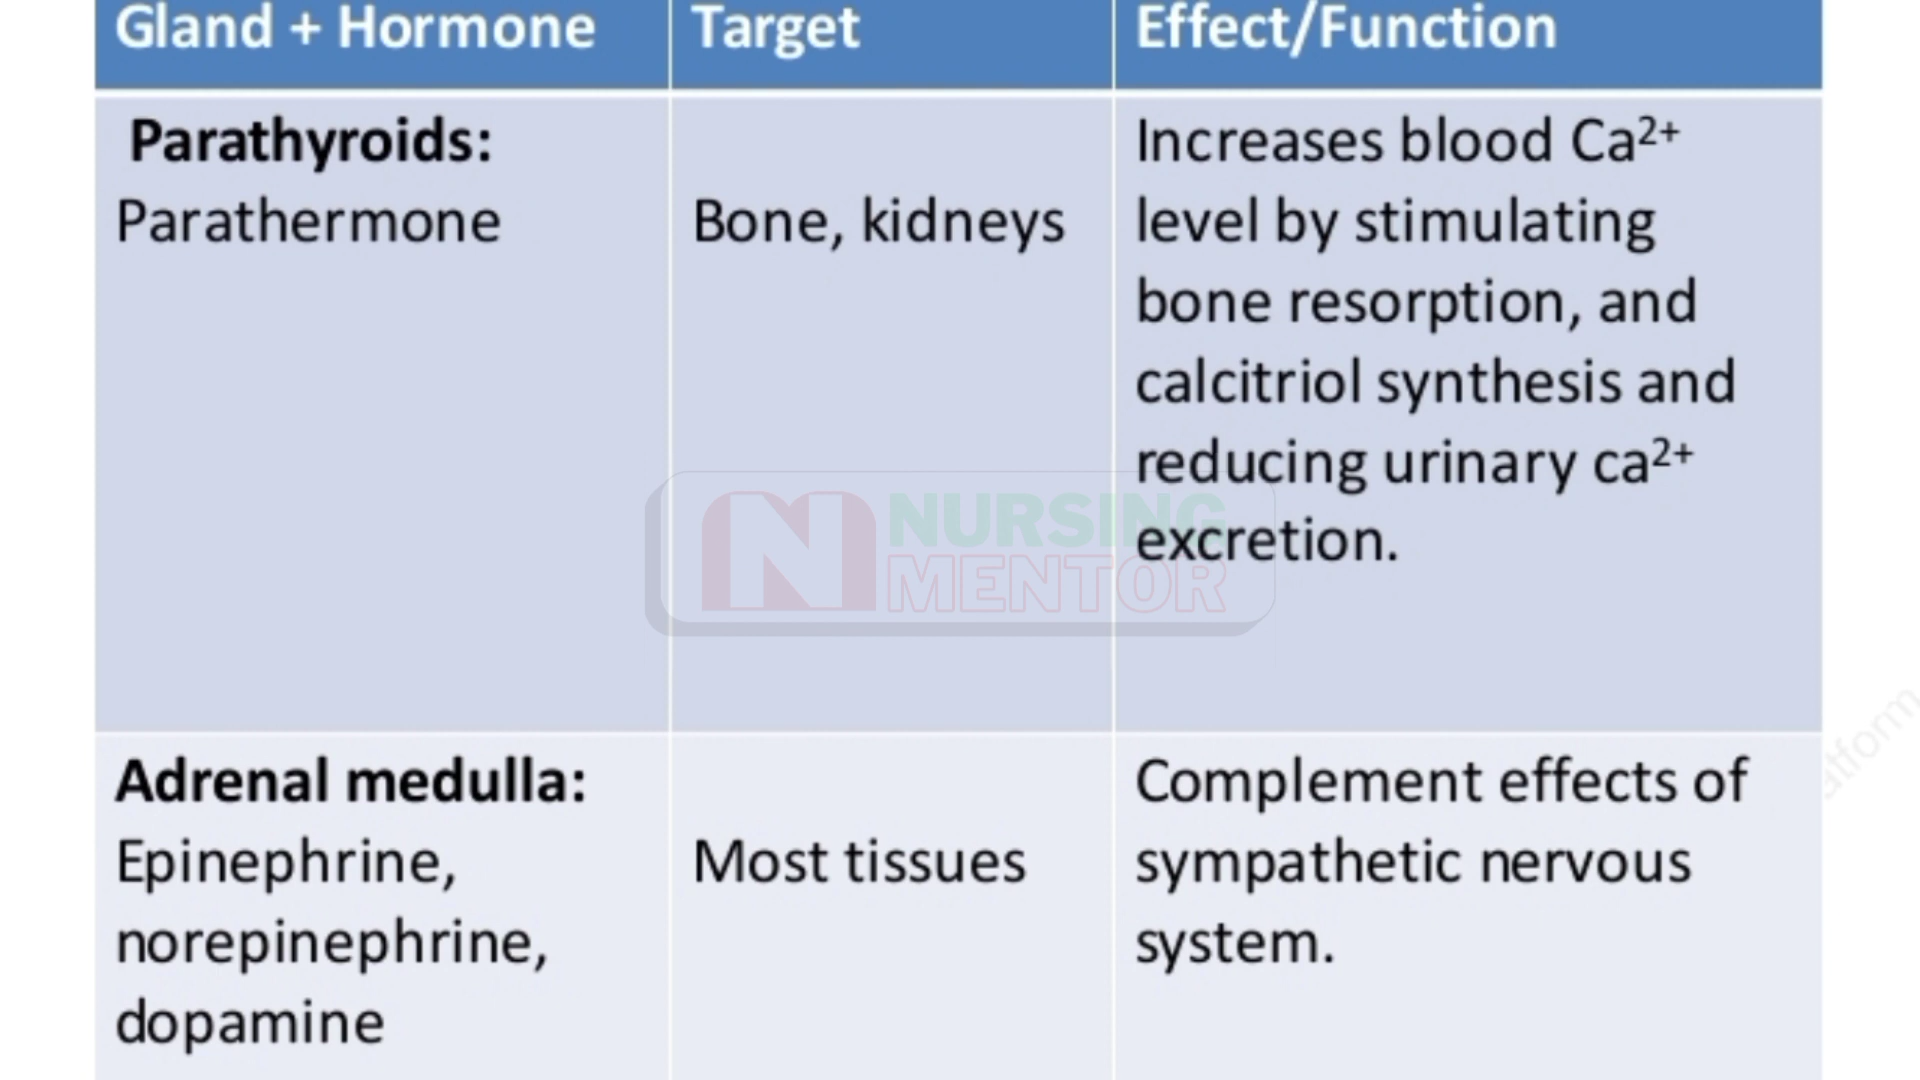 Gland + Hormone
Target
Effect/Function
Parathyroids:
Parathermone
Bone, kidneys
Increases blood Ca²⁺
level by stimulating
bone resorption, and
calcitriol synthesis and
reducing urinary ca²⁺
excretion.
NURSING
MENTOR
Adrenal medulla:
Epinephrine,
norepinephrine,
dopamine
Most tissues
Complement effects of
sympathetic nervous
system.